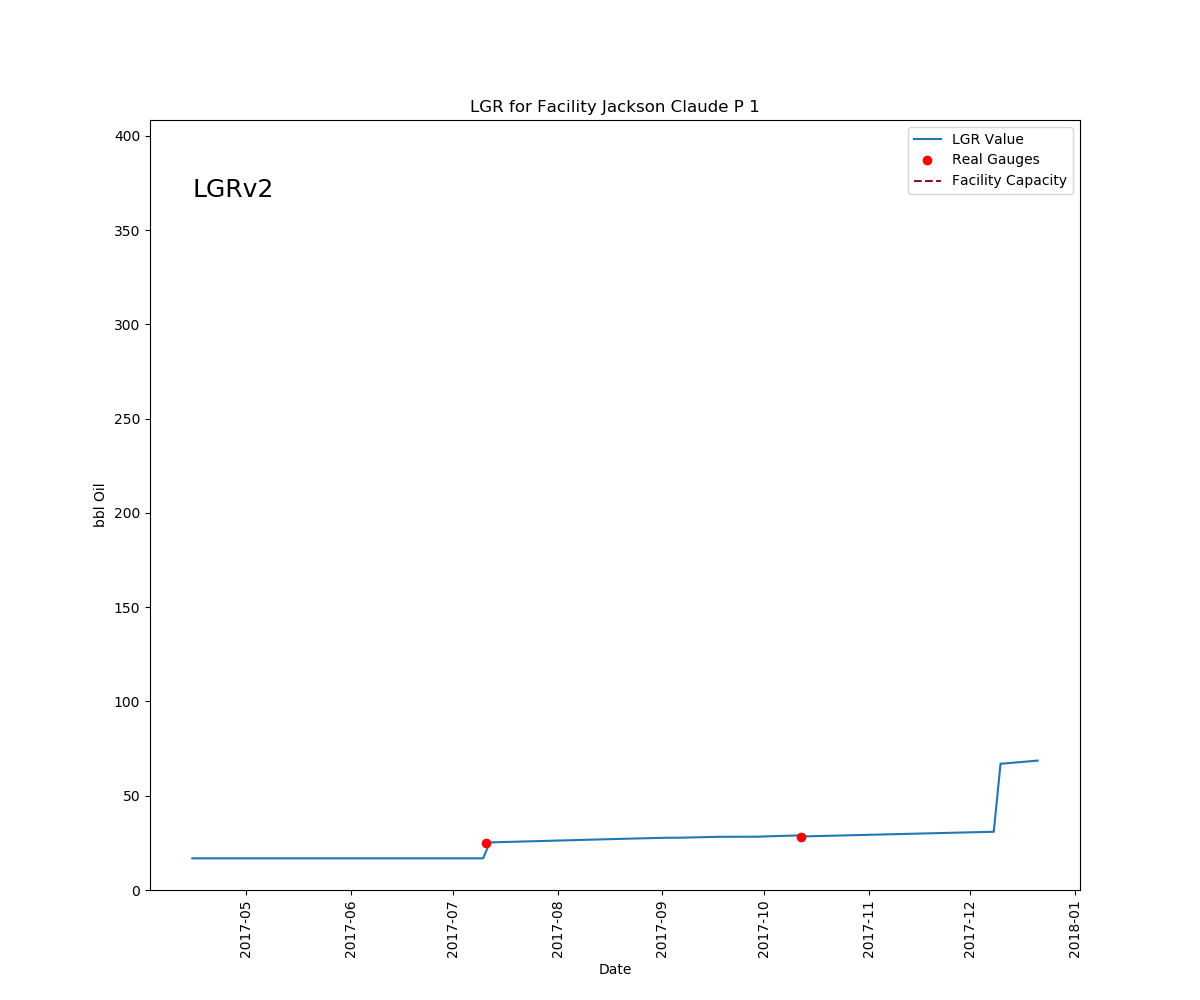 LGR for Facility Jackson Claude P 1
LGRv2
LGR Value
Real Gauges
Facility Capacity
400
350
300
250
200
150
100
50
0
bbl Oil
2017-05
2017-06
2017-07
2017-08
2017-09
2017-10
2017-11
2017-12
2018-01
Date